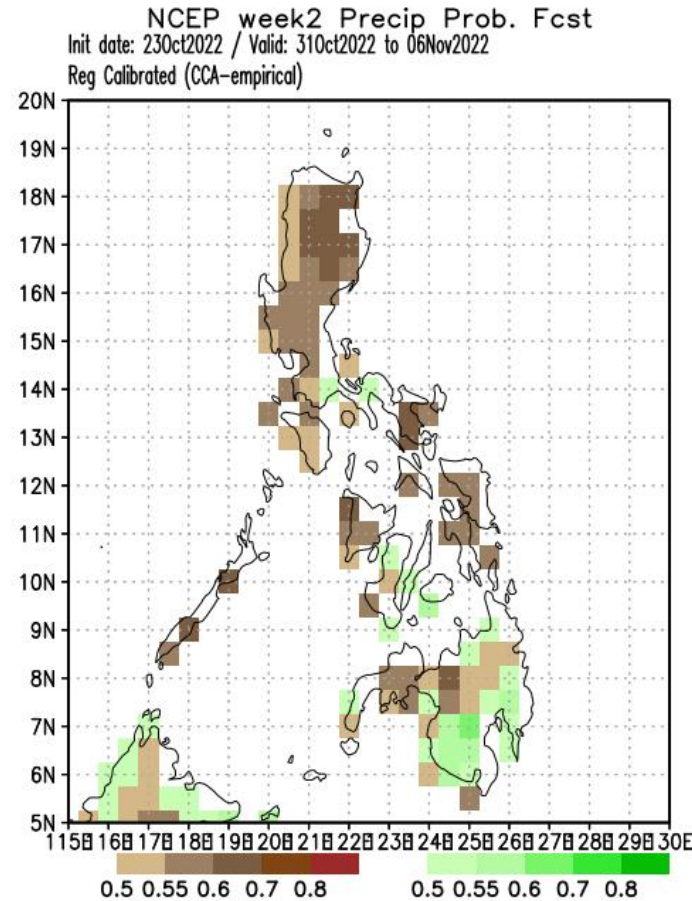 NCEP week2 Precip Prob. Fcst
Init date: 23Oct2022 / Valid: 31Oct2022 to 06Nov2022
Reg Calibrated (CCA-empirical)
20N
19N
18N
17N
16N
15N
14N
13N
12N
11N
10N
9N
8N
7N
6N
5N
115E 116E 117E 118E 119E 120E 121E 122E 123E 124E 125E 126E 127E 128E 129E 130E
0.5 0.55 0.6 0.7 0.8 0.5 0.55 0.6 0.7 0.8